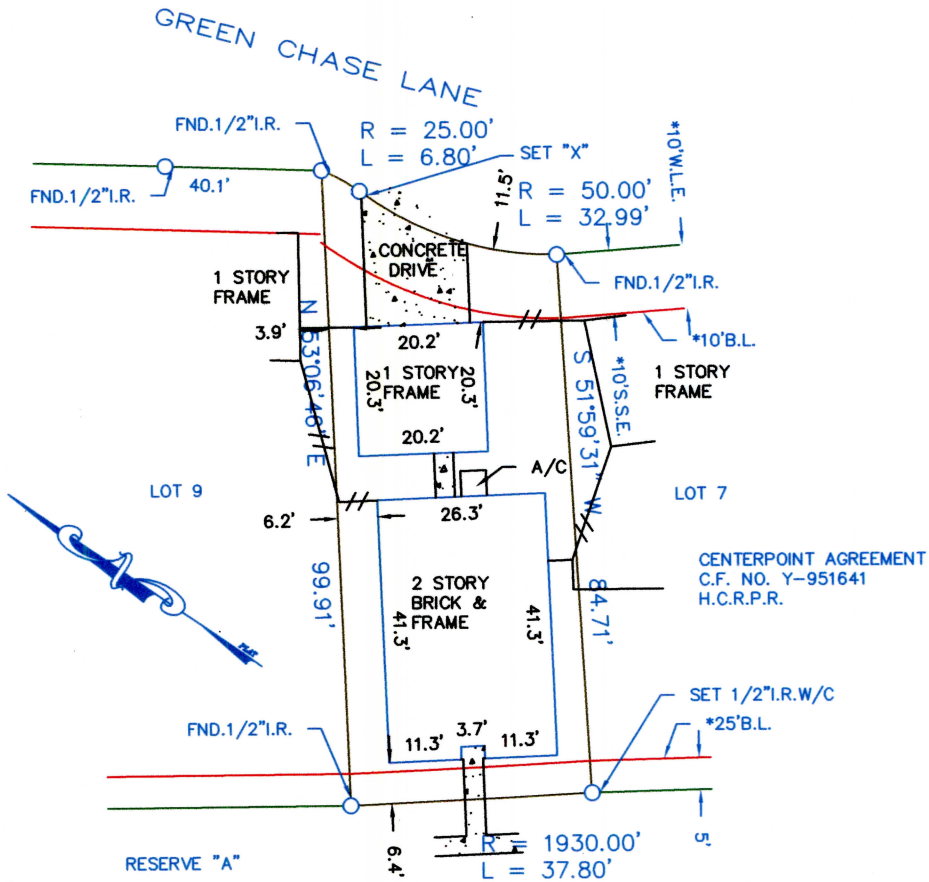 GREEN CHASE LANE
FND.1/2"I.R.
R = 25.00'
L = 6.80'
SET "X"
*10'W.L.E.
FND.1/2"I.R.
40.1'
11.5'
R = 50.00'
L = 32.99'
CONCRETE
DRIVE
FND.1/2"I.R.
1 STORY
FRAME
N 53°06'46" E
3.9'
20.2'
*10'B.L.
1 STORY
FRAME
20.3'
20.3'
S 51°59'31" W
*10'S.S.E.
1 STORY
FRAME
20.2'
A/C
LOT 9
LOT 7
6.2'
26.3'
99.91'
2 STORY
BRICK &
FRAME
41.3'
41.3'
84.71'
CENTERPOINT AGREEMENT
C.F. NO. Y-951641
H.C.R.P.R.
PLAT
SET 1/2"I.R.W/C
FND.1/2"I.R.
11.3'
3.7'
11.3'
*25'B.L.
5'
RESERVE "A"
6.4'
R = 1930.00'
L = 37.80'